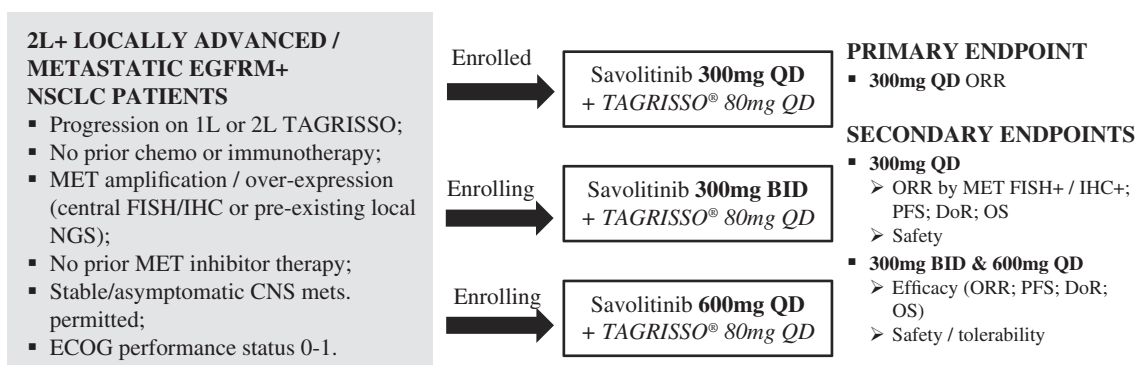 2L+ LOCALLY ADVANCED /
METASTATIC EGFRM+
NSCLC PATIENTS
▪ Progression on 1L or 2L TAGRISSO;
▪ No prior chemo or immunotherapy;
▪ MET amplification / over-expression
(central FISH/IHC or pre-existing local
NGS);
▪ No prior MET inhibitor therapy;
▪ Stable/asymptomatic CNS mets.
permitted;
▪ ECOG performance status 0-1.
Enrolled
Savolitinib 300mg QD
+ TAGRISSO® 80mg QD
Enrolling
Savolitinib 300mg BID
+ TAGRISSO® 80mg QD
Enrolling
Savolitinib 600mg QD
+ TAGRISSO® 80mg QD
PRIMARY ENDPOINT
▪ 300mg QD ORR
SECONDARY ENDPOINTS
▪ 300mg QD
➢ ORR by MET FISH+ / IHC+;
PFS; DoR; OS
➢ Safety
▪ 300mg BID & 600mg QD
➢ Efficacy (ORR; PFS; DoR;
OS)
➢ Safety / tolerability